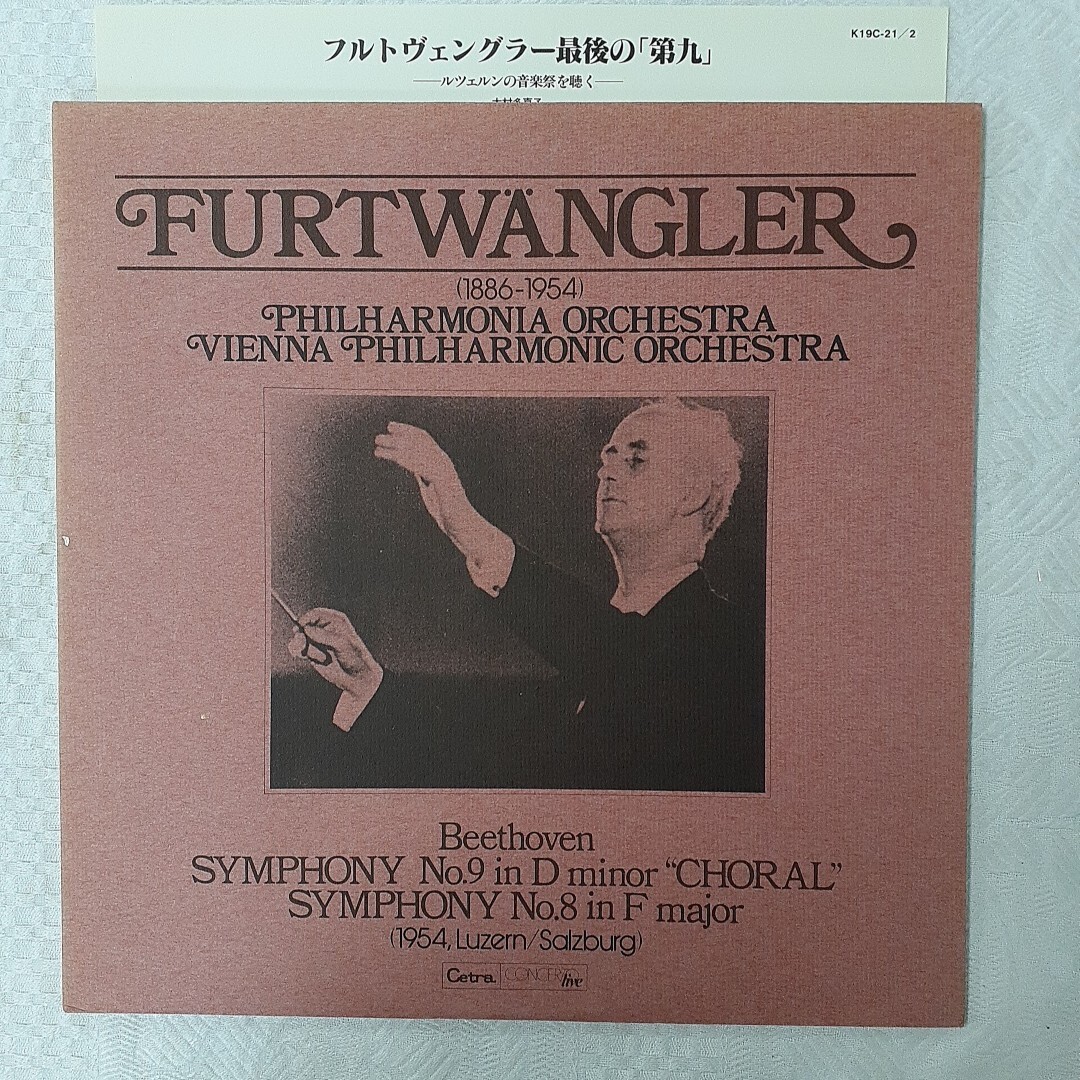 K19C-21/2
フルトヴェングラー最後の「第九」
──ルツェルンの音楽祭を聴く──
FURTWÄNGLER
(1886-1954)
PHILHARMONIA ORCHESTRA
VIENNA PHILHARMONIC ORCHESTRA
Beethoven
SYMPHONY No.9 in D minor “CHORAL”
SYMPHONY No.8 in F major
(1954, Luzern/Salzburg)
Cetra CONCERTO live